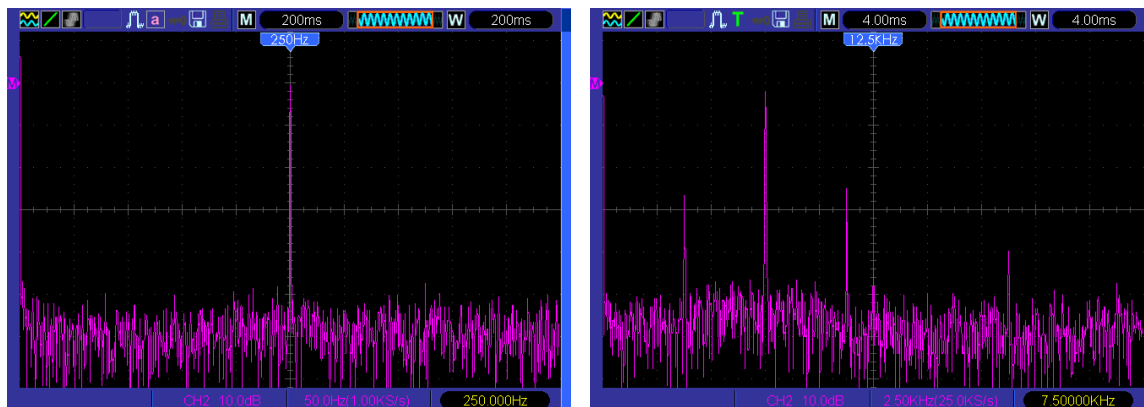 a M 200ms W 200ms
250Hz
M
CH2 10.0dB 50.0Hz(1.00KS/s) 250.000Hz
T M 4.00ms W 4.00ms
12.5KHz
M
CH2 10.0dB 2.50KHz(25.0KS/s) 7.50000KHz